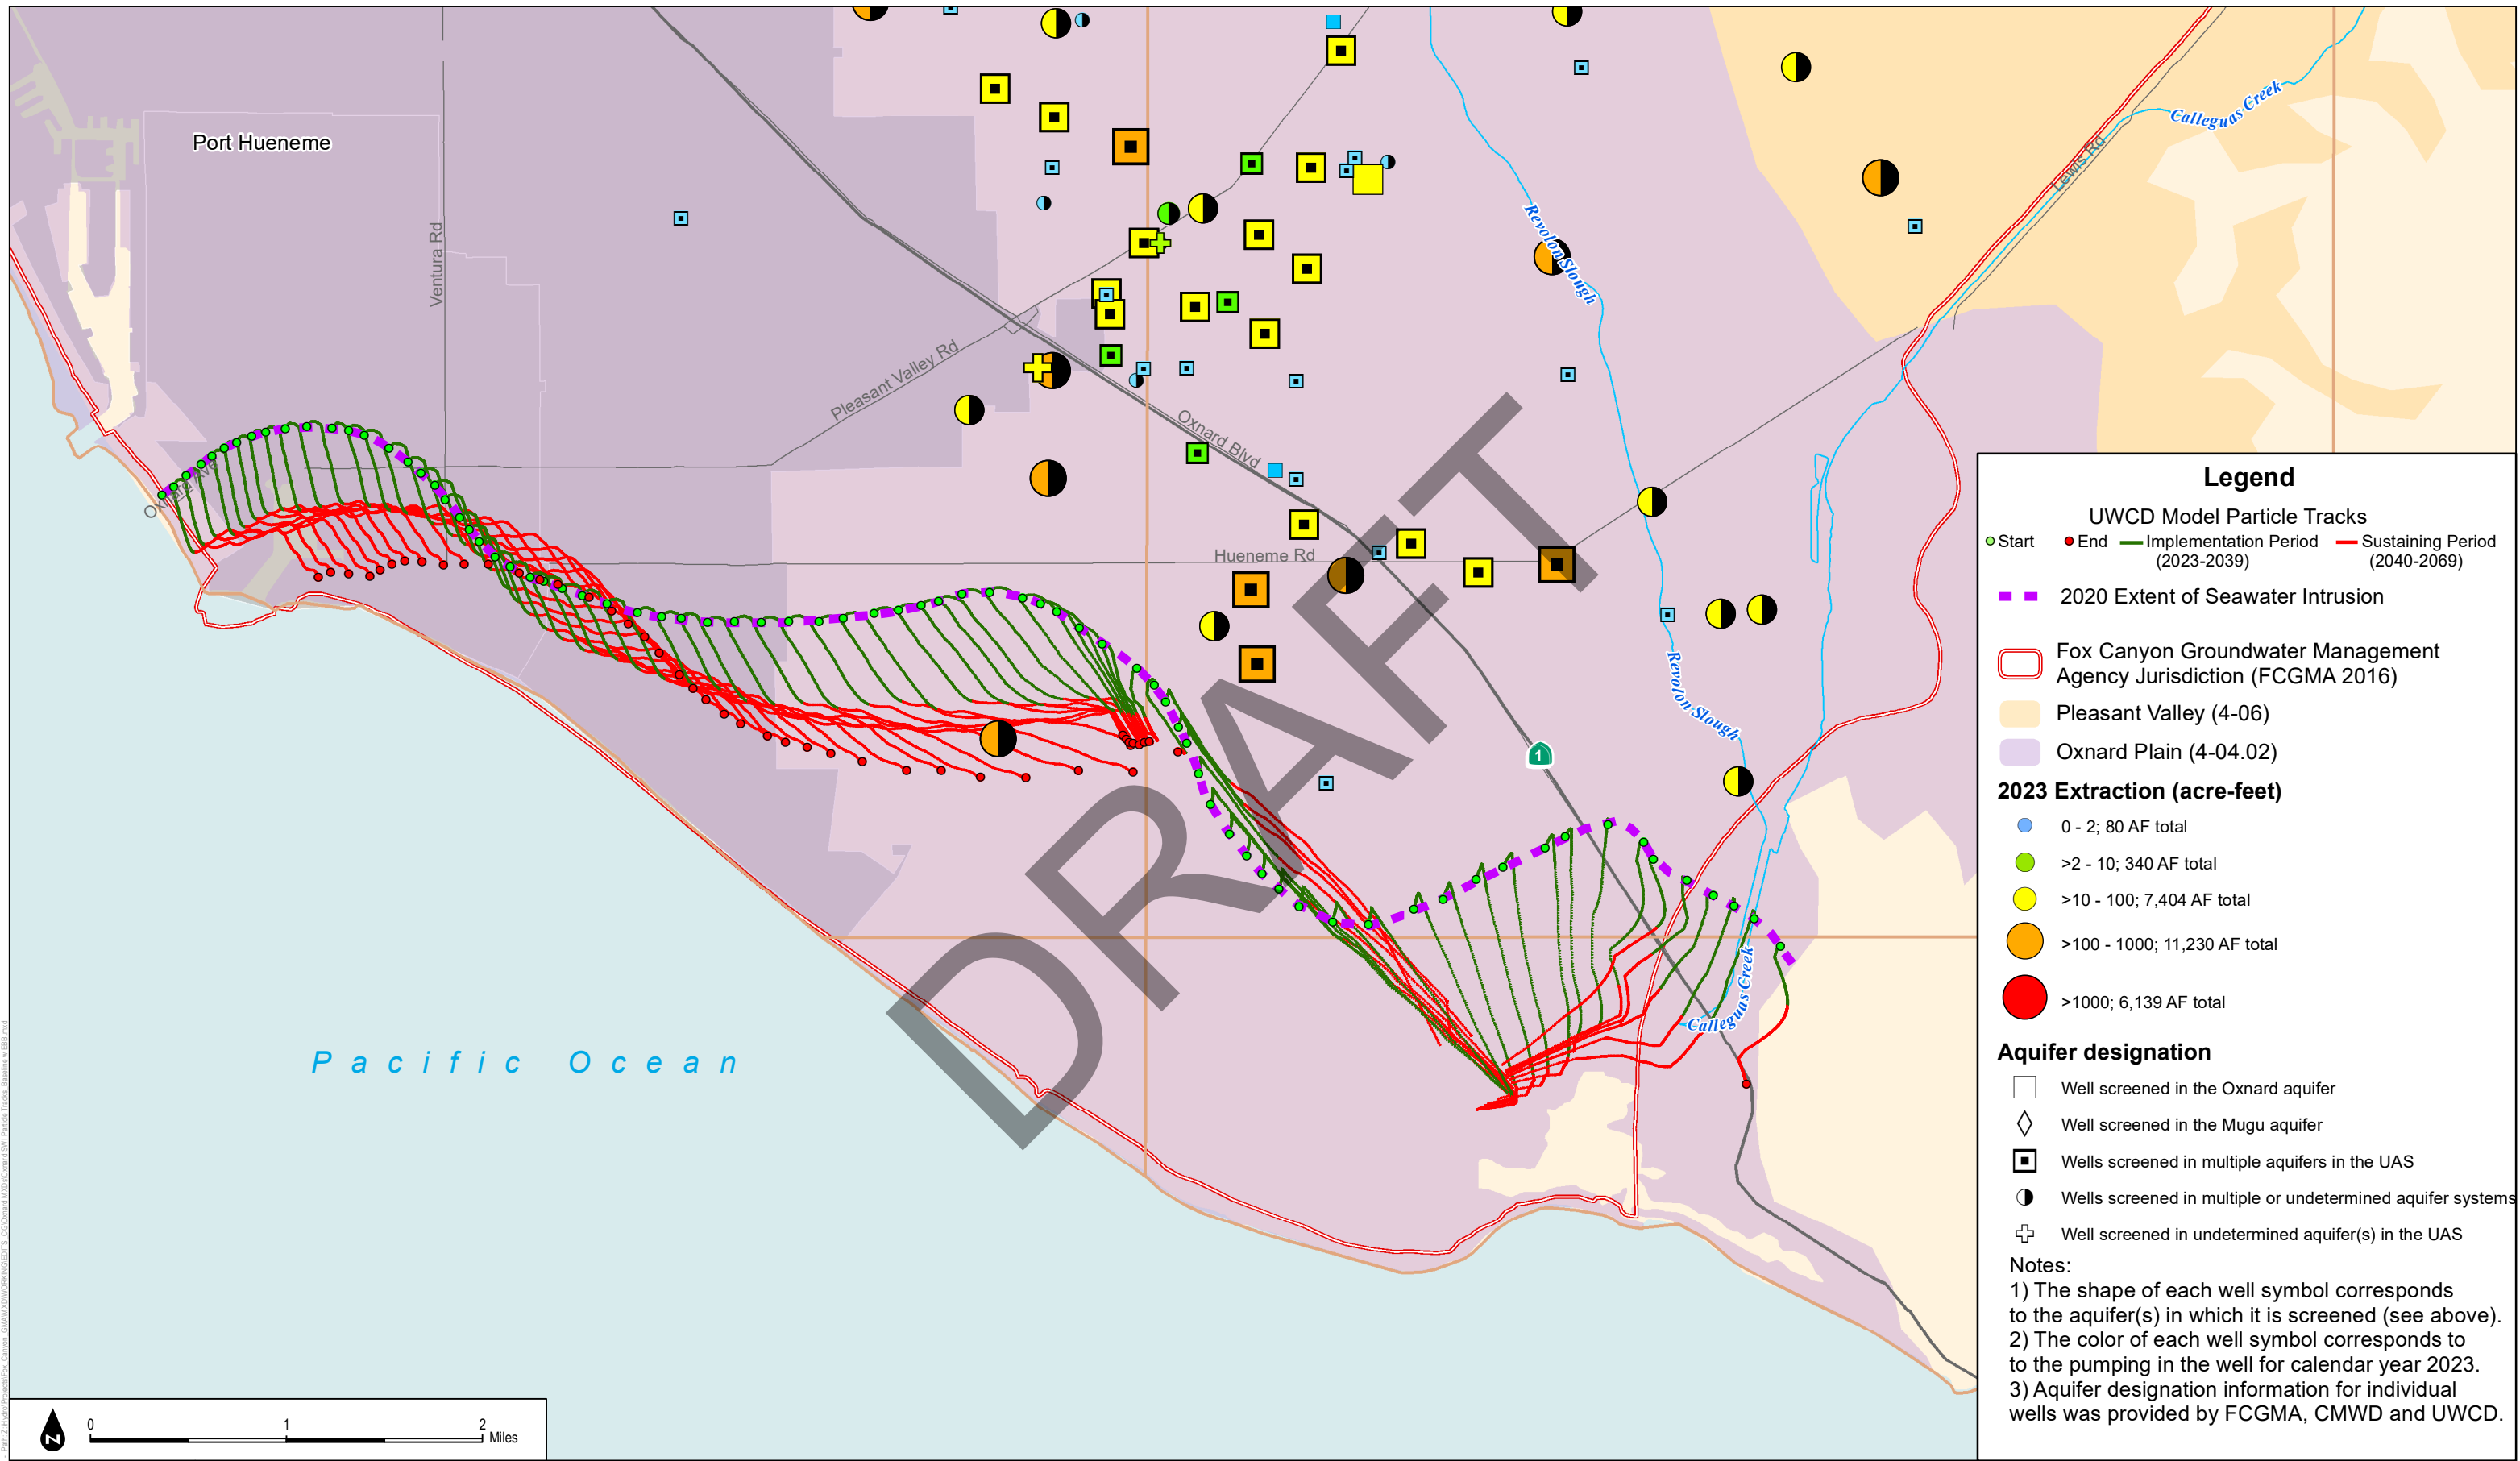 Port Hueneme
Ventura Rd
Pleasant Valley Rd
Oxnard Blvd
Hueneme Rd
Revolon Slough
Revolon Slough
Calleguas Creek
Lewis Rd
Calleguas Creek
1
DRAFT
Pacific Ocean
N
0 1 2
Miles
Legend
UWCD Model Particle Tracks
Start End Implementation Period Sustaining Period
(2023-2039) (2040-2069)
2020 Extent of Seawater Intrusion
Fox Canyon Groundwater Management
Agency Jurisdiction (FCGMA 2016)
Pleasant Valley (4-06)
Oxnard Plain (4-04.02)
2023 Extraction (acre-feet)
0 - 2; 80 AF total
>2 - 10; 340 AF total
>10 - 100; 7,404 AF total
>100 - 1000; 11,230 AF total
>1000; 6,139 AF total
Aquifer designation
Well screened in the Oxnard aquifer
Well screened in the Mugu aquifer
Wells screened in multiple aquifers in the UAS
Wells screened in multiple or undetermined aquifer systems
Well screened in undetermined aquifer(s) in the UAS
Notes:
1) The shape of each well symbol corresponds
to the aquifer(s) in which it is screened (see above).
2) The color of each well symbol corresponds to
to the pumping in the well for calendar year 2023.
3) Aquifer designation information for individual
wells was provided by FCGMA, CMWD and UWCD.